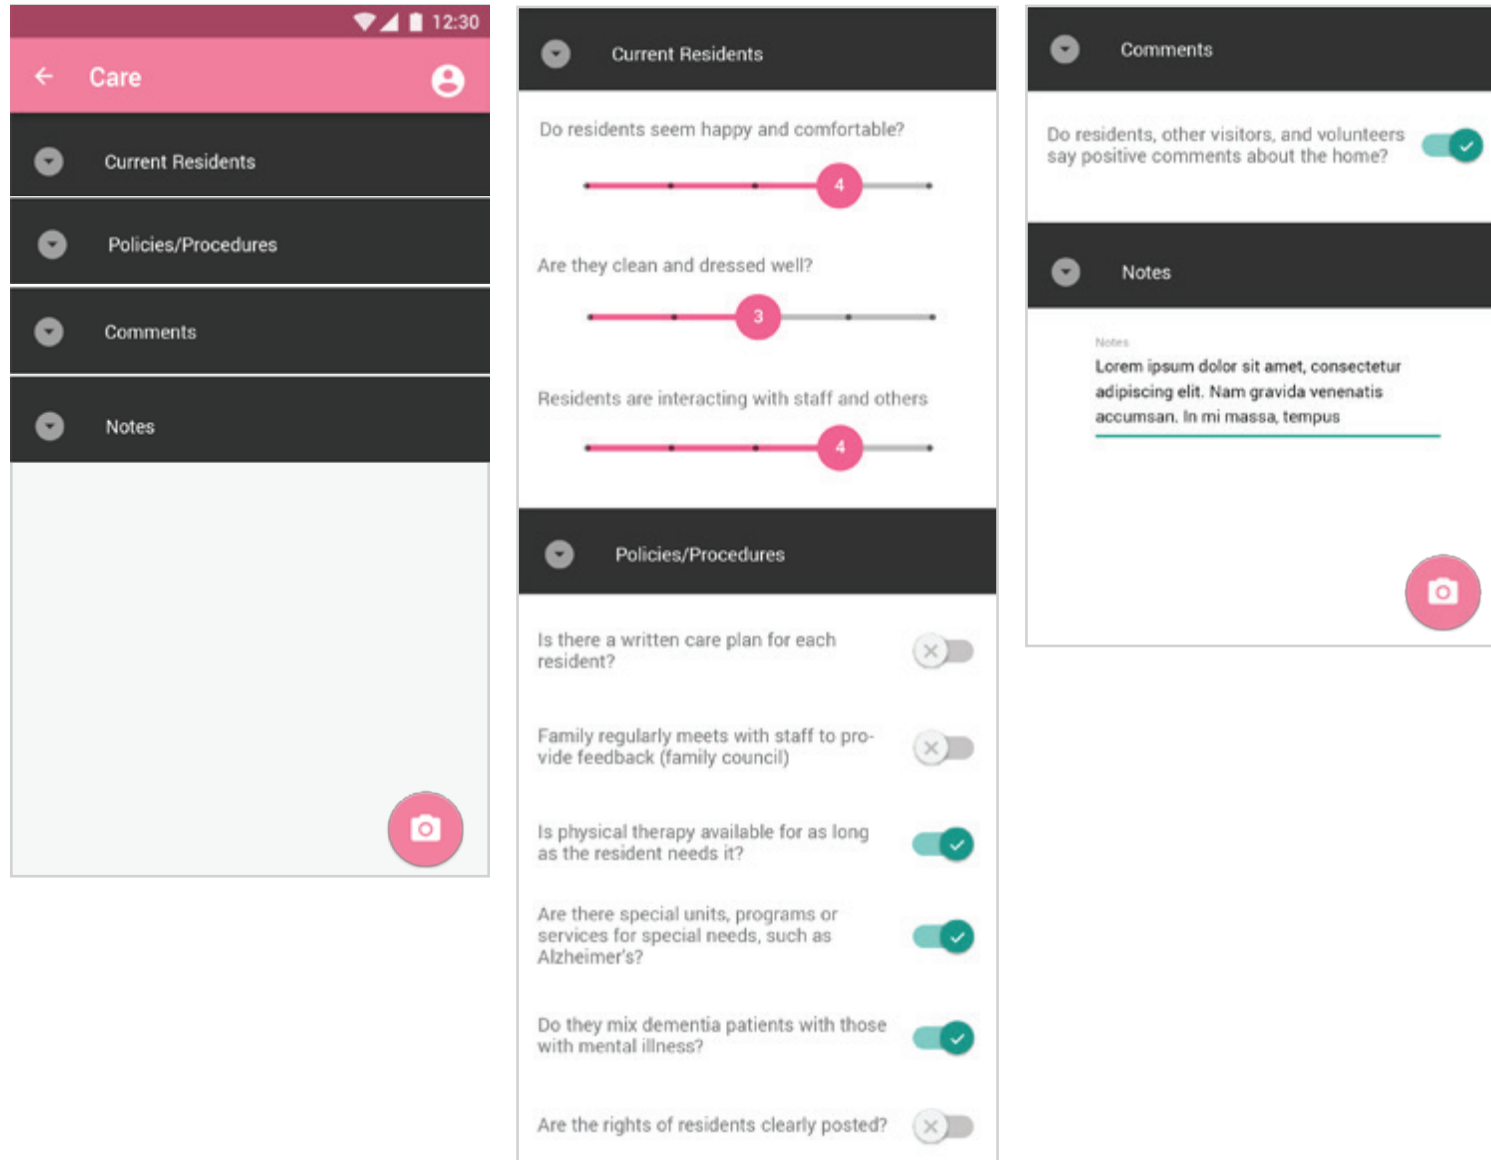 12:30
Care
Current Residents
Policies/Procedures
Comments
Notes
Current Residents
Do residents seem happy and comfortable?
4
Are they clean and dressed well?
3
Residents are interacting with staff and others
4
Policies/Procedures
Is there a written care plan for each
resident?
Family regularly meets with staff to pro-
vide feedback (family council)
Is physical therapy available for as long
as the resident needs it?
Are there special units, programs or
services for special needs, such as
Alzheimer's?
Do they mix dementia patients with those
with mental illness?
Are the rights of residents clearly posted?
Comments
Do residents, other visitors, and volunteers
say positive comments about the home?
Notes
Notes
Lorem ipsum dolor sit amet, consectetur
adipiscing elit. Nam gravida venenatis
accumsan. In mi massa, tempus